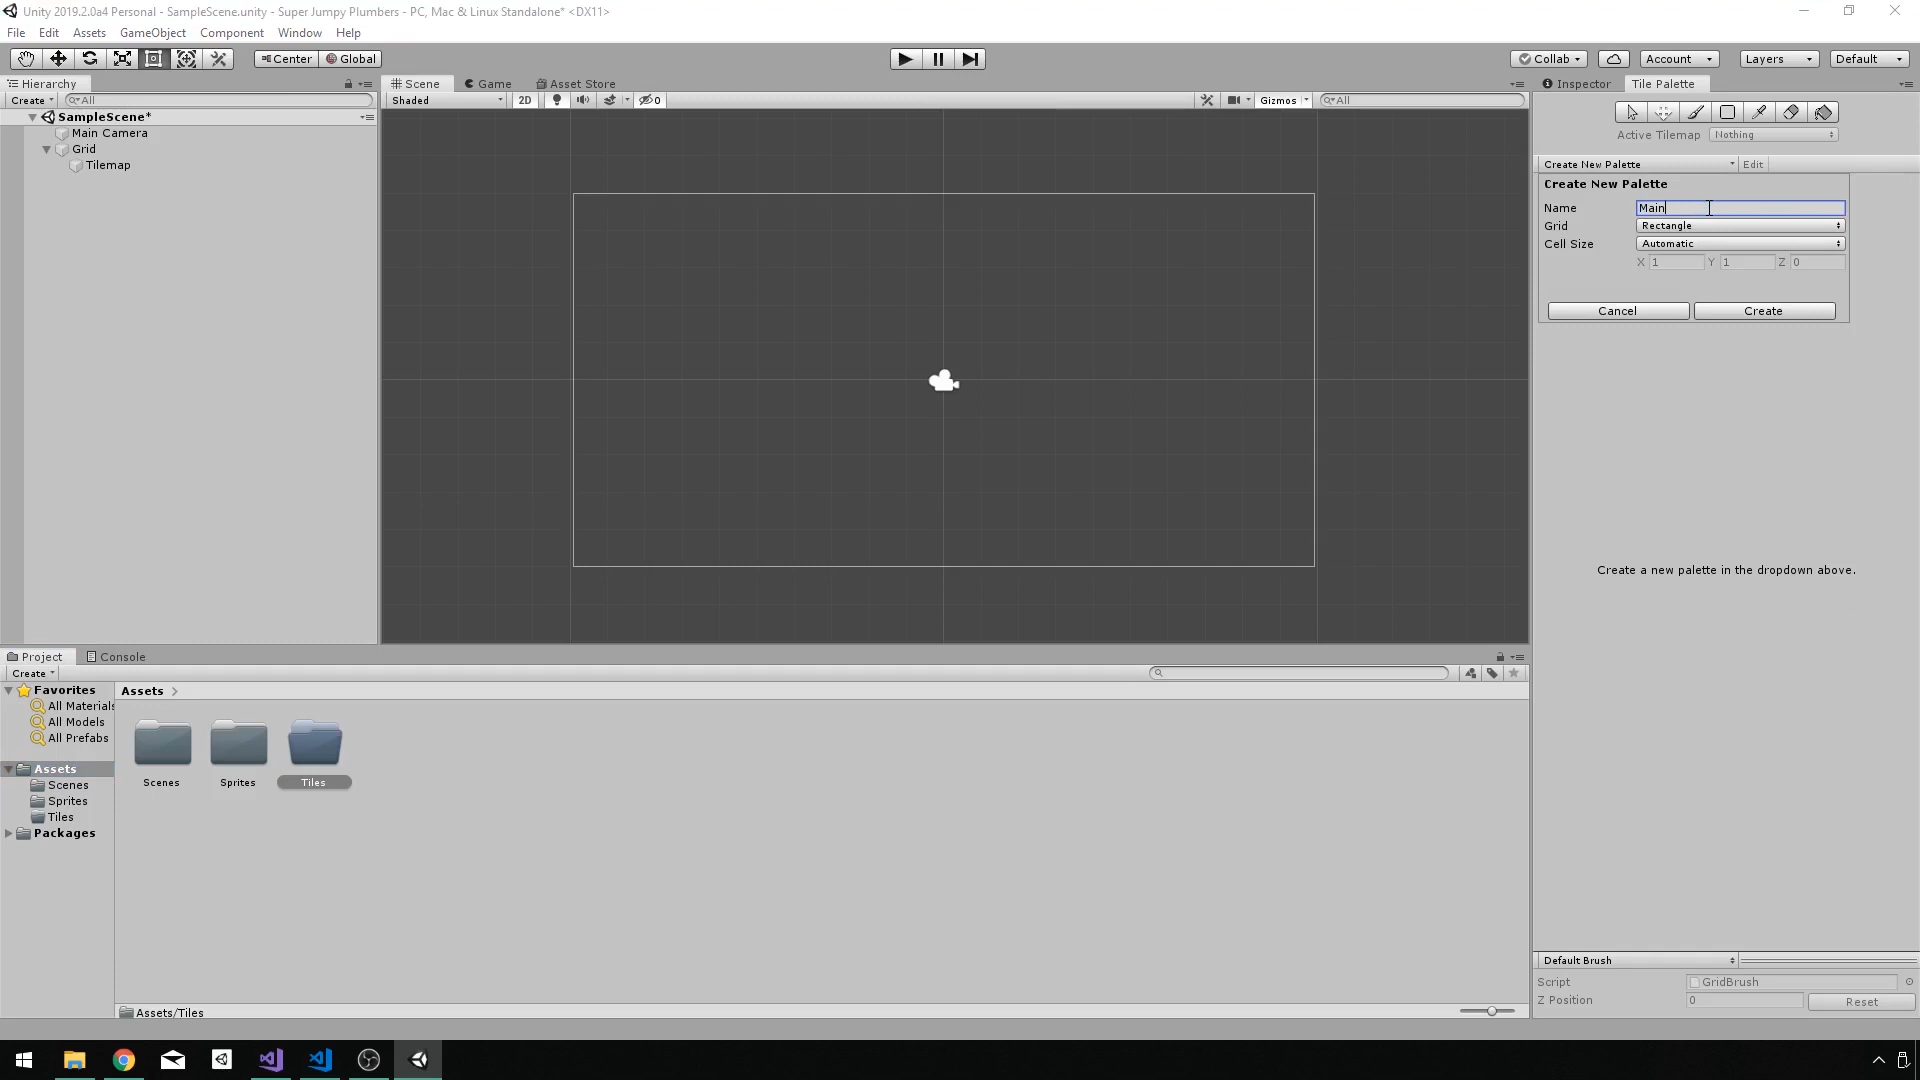 Unity 2019.2.0a4 Personal - SampleScene.unity - Super Jumpy Plumbers - PC, Mac & Linux Standalone* <DX11>
File Edit Assets GameObject Component Window Help
Center Global Collab Account Layers Default
Hierarchy Scene Game Asset Store Inspector Tile Palette
Create All Shaded 2D 0 Gizmos All
SampleScene*
Main Camera
Grid
Tilemap
Active Tilemap Nothing
Create New Palette Edit
Create New Palette
Name Main
Grid Rectangle
Cell Size Automatic
X 1 Y 1 Z 0
Cancel Create
Create a new palette in the dropdown above.
Project Console
Create
Favorites
All Materials
All Models
All Prefabs
Assets
Scenes
Sprites
Tiles
Packages
Assets
Scenes Sprites Tiles
Assets/Tiles
Default Brush
Script GridBrush
Z Position 0 Reset